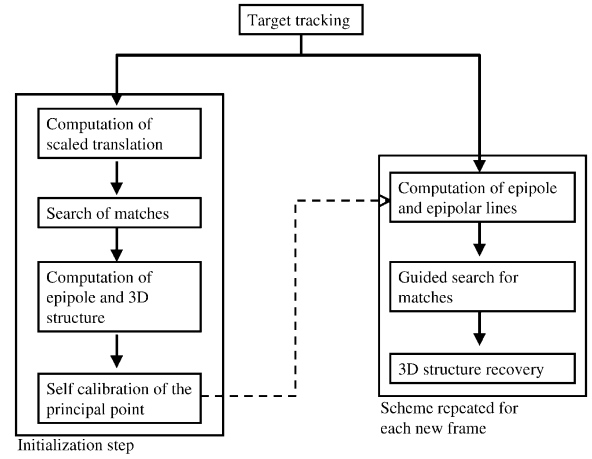 Target tracking
Computation of
scaled translation
Search of matches
Computation of
epipole and 3D
structure
Self calibration of the
principal point
Initialization step
Computation of epipole
and epipolar lines
Guided search for
matches
3D structure recovery
Scheme repeated for
each new frame